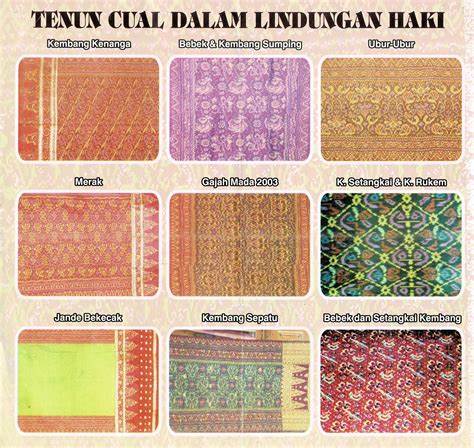 TENUN CUAL DALAM LINDUNGAN HAKI
Kembang Kenanga
Bebek & Kembang Sumping
Ubur-Ubur
Merak
Gajah Mada 2003
K. Setangkai & K. Rukem
Jande Bekecak
Kembang Sepatu
Bebek dan Setangkai Kembang